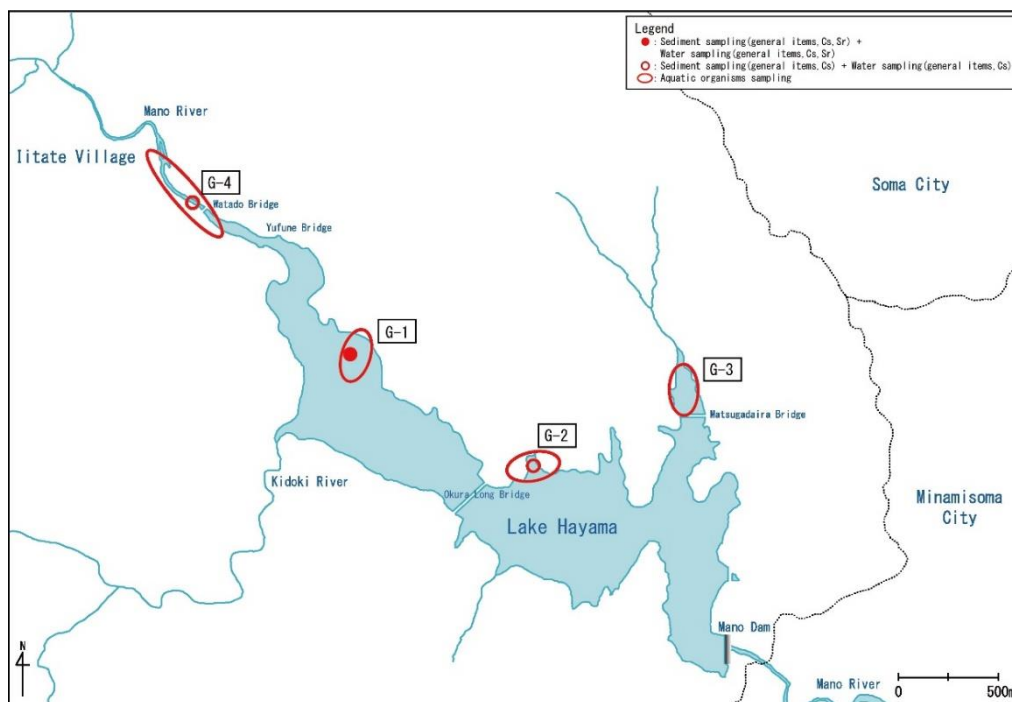 Legend
: Sediment sampling(general items,Cs,Sr) +
Water sampling(general items,Cs,Sr)
: Sediment sampling(general items,Cs) + Water sampling(general items,Cs)
: Aquatic organisms sampling
Mano River
Iitate Village
G-4
Watado Bridge
Yufune Bridge
Soma City
G-1
G-3
Matsugadaira Bridge
G-2
Kidoki River
Okura Long Bridge
Lake Hayama
Minamisoma
City
Mano Dam
N
4
Mano River
0
500m